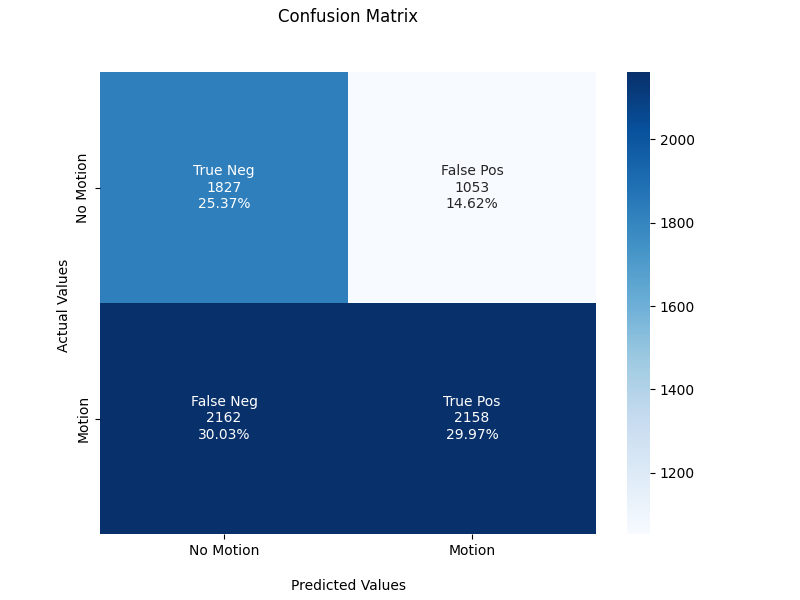 Confusion Matrix
No Motion
True Neg
1827
25.37%
False Pos
1053
14.62%
Actual Values
Motion
False Neg
2162
30.03%
True Pos
2158
29.97%
No Motion
Motion
Predicted Values
2000
1800
1600
1400
1200